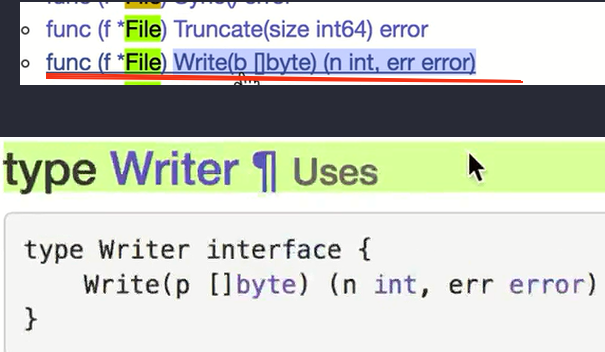 func (f *File) Sync() error
func (f *File) Truncate(size int64) error
func (f *File) Write(b []byte) (n int, err error)
type Writer ¶ Uses
type Writer interface {
Write(p []byte) (n int, err error)
}